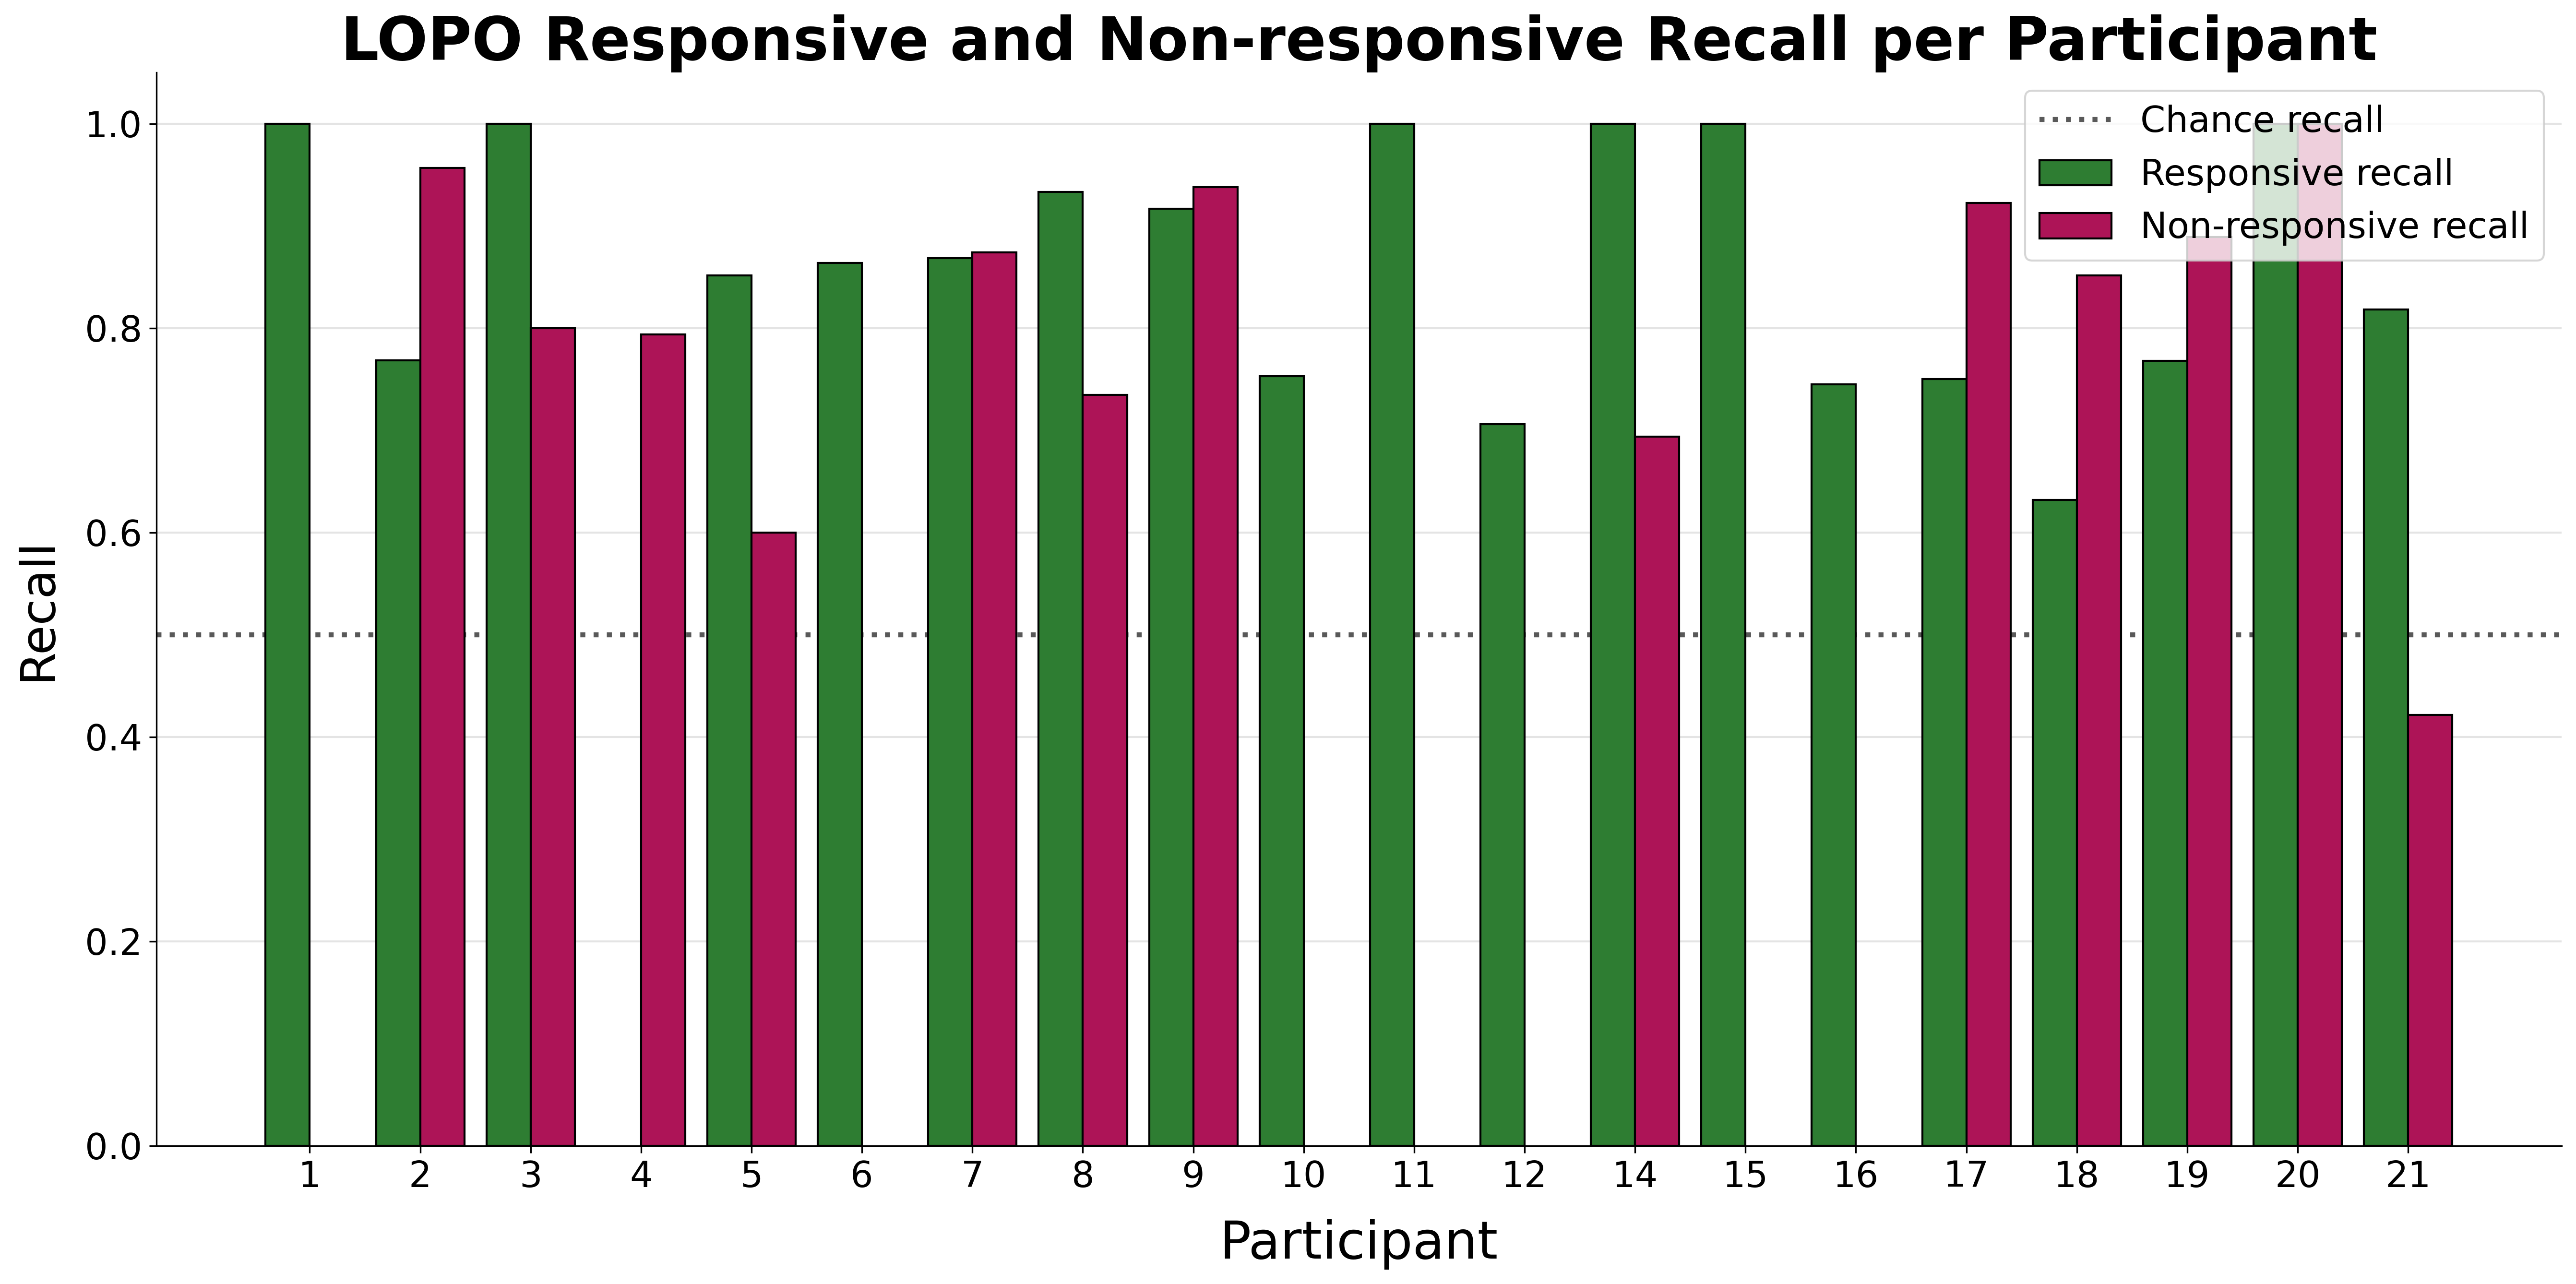 LOPO Responsive and Non-responsive Recall per Participant
1.0
0.8
0.6
0.4
0.2
0.0
Recall
Chance recall
Responsive recall
Non-responsive recall
1 2 3 4 5 6 7 8 9 10 11 12 14 15 16 17 18 19 20 21
Participant